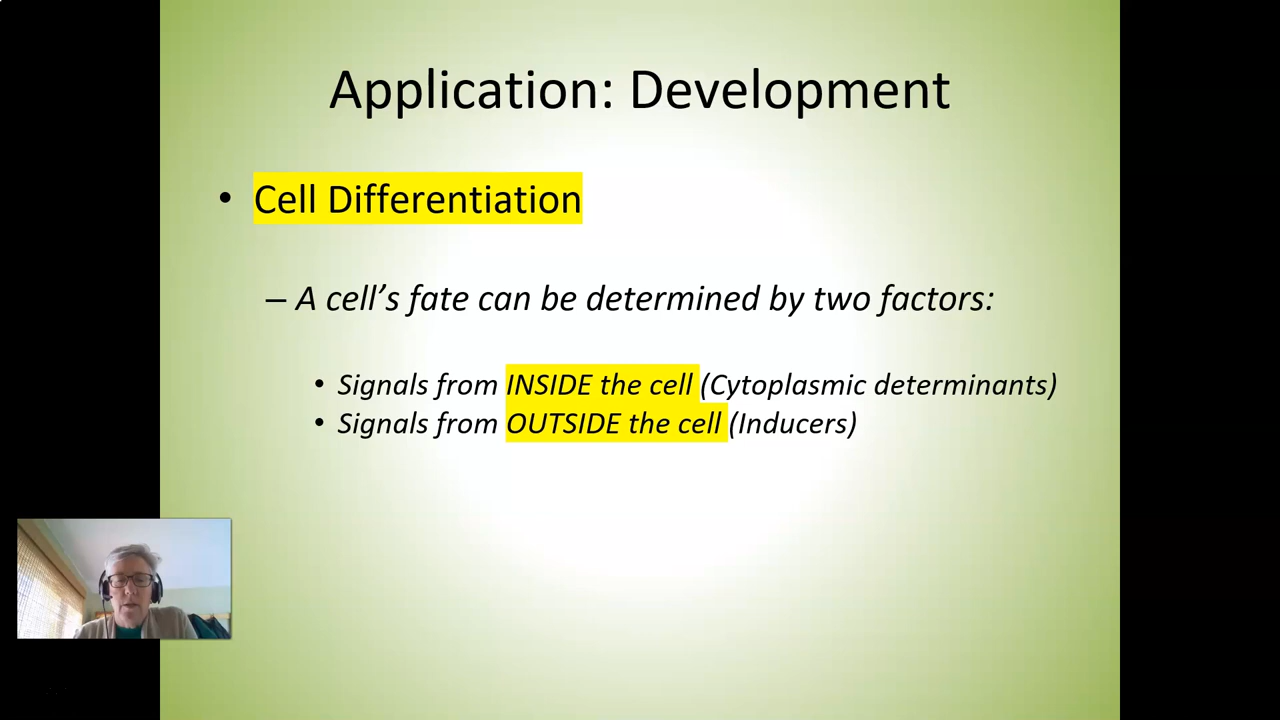 Application: Development
• Cell Differentiation
– A cell’s fate can be determined by two factors:
• Signals from INSIDE the cell (Cytoplasmic determinants)
• Signals from OUTSIDE the cell (Inducers)